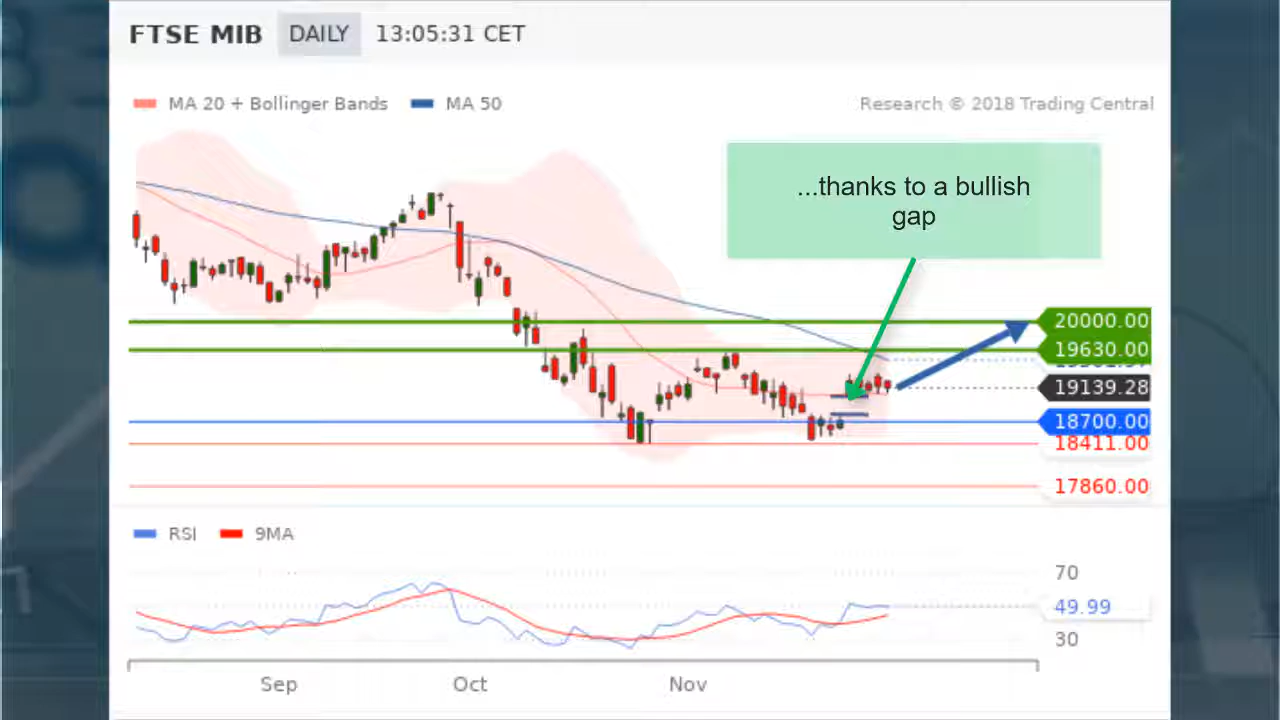 FTSE MIB DAILY 13:05:31 CET
MA 20 + Bollinger Bands MA 50 Research © 2018 Trading Central
...thanks to a bullish
gap
20000.00
19630.00
19139.28
18700.00
18411.00
17860.00
RSI 9MA
70
49.99
30
Sep Oct Nov